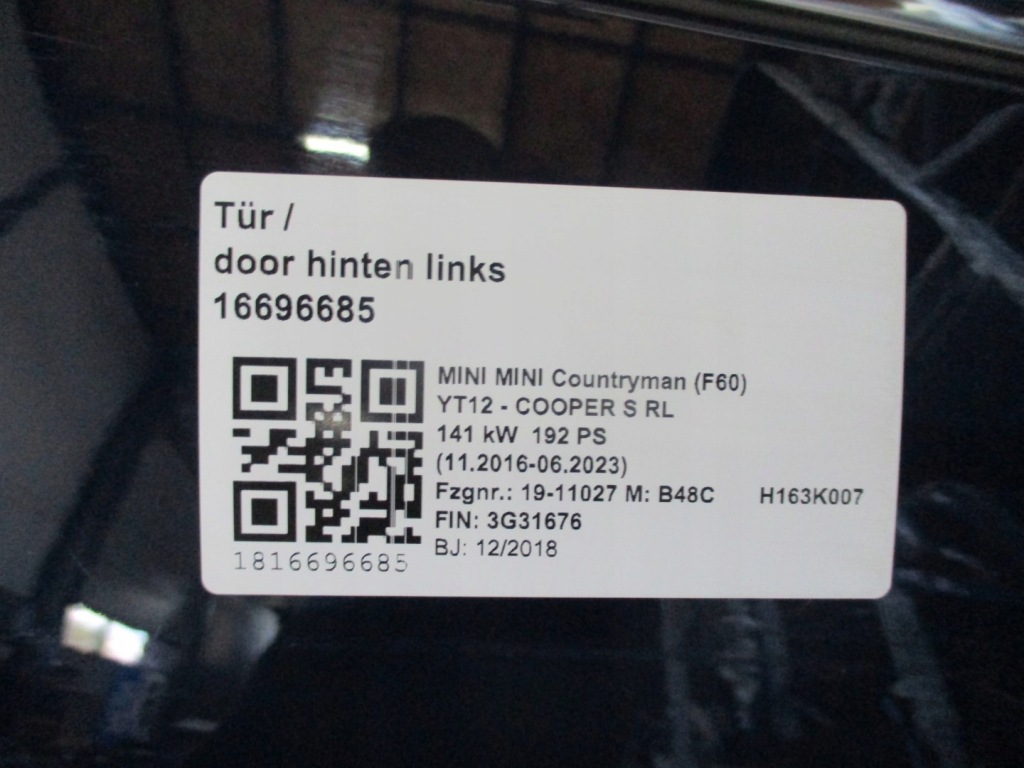 Tür /
door hinten links
16696685
MINI MINI Countryman (F60)
YT12 - COOPER S RL
141 kW 192 PS
(11.2016-06.2023)
Fzgnr.: 19-11027 M: B48C H163K007
FIN: 3G31676
BJ: 12/2018
1816696685